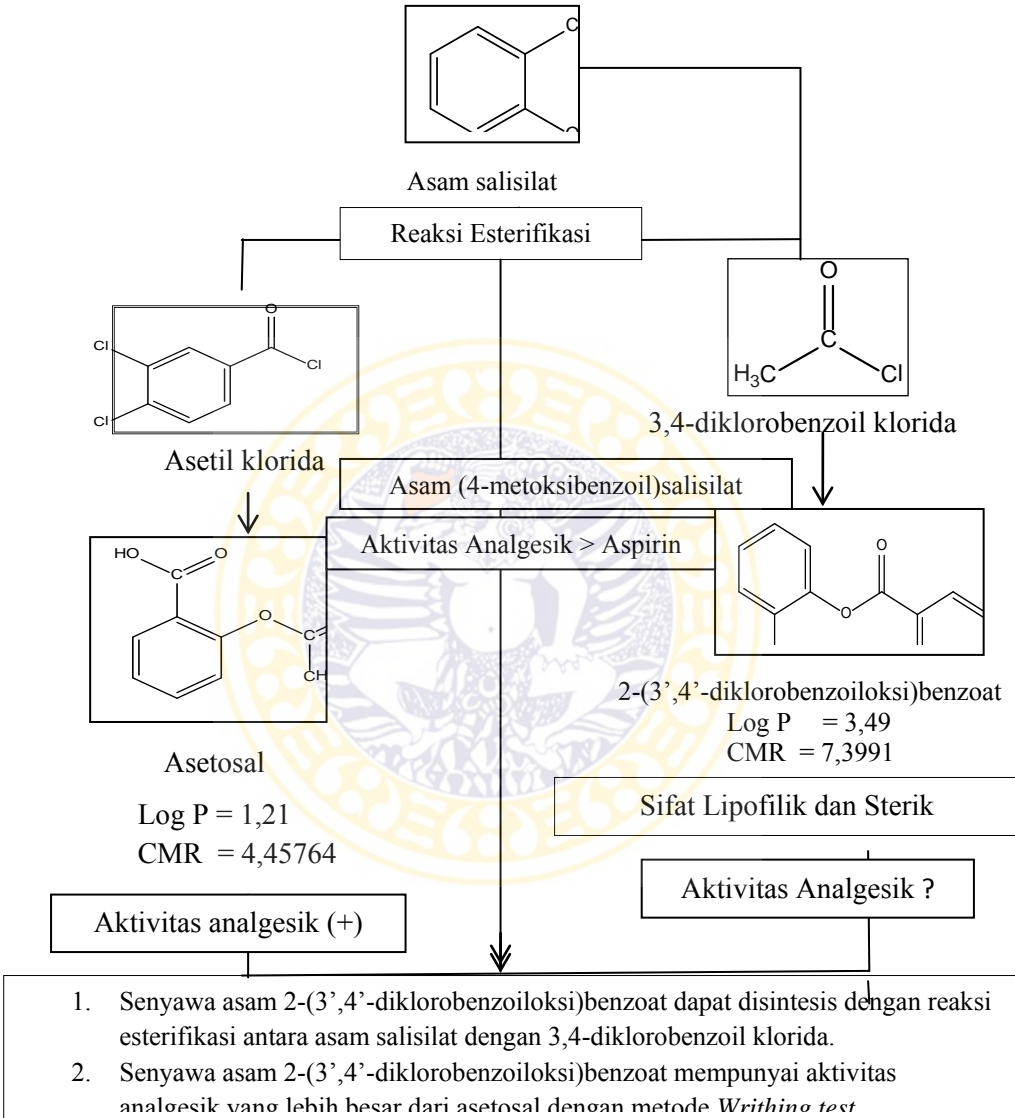 C
O
Asam salisilat
Reaksi Esterifikasi
O
Cl
Cl
Cl
O
C
H3C
Cl
3,4-diklorobenzoil klorida
Asetil klorida
Asam (4-metoksibenzoil)salisilat
Aktivitas Analgesik > Aspirin
HO
O
C
O
C
CH
O
O
2-(3’,4’-diklorobenzoiloksi)benzoat
Log P = 3,49
CMR = 7,3991
Asetosal
Log P = 1,21
CMR = 4,45764
Sifat Lipofilik dan Sterik
Aktivitas Analgesik ?
Aktivitas analgesik (+)
1. Senyawa asam 2-(3’,4’-diklorobenzoiloksi)benzoat dapat disintesis dengan reaksi
esterifikasi antara asam salisilat dengan 3,4-diklorobenzoil klorida.
2. Senyawa asam 2-(3’,4’-diklorobenzoiloksi)benzoat mempunyai aktivitas
analgesik yang lebih besar dari asetosal dengan metode Writhing test